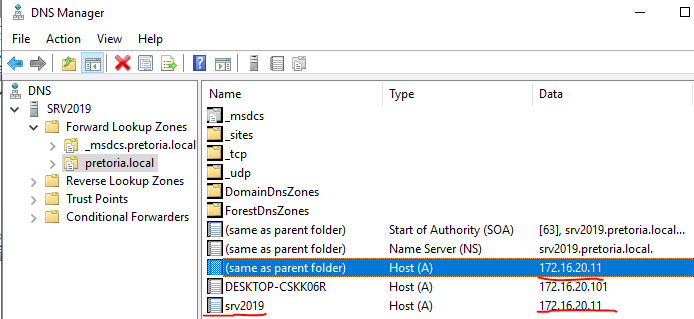 DNS Manager
File Action View Help
DNS
SRV2019
Forward Lookup Zones
_msdcs.pretoria.local
pretoria.local
Reverse Lookup Zones
Trust Points
Conditional Forwarders
Name Type Data
_msdcs
_sites
_tcp
_udp
DomainDnsZones
ForestDnsZones
(same as parent folder) Start of Authority (SOA) [63], srv2019.pretoria.loc...
(same as parent folder) Name Server (NS) srv2019.pretoria.local.
(same as parent folder) Host (A) 172.16.20.11
DESKTOP-CSKK06R Host (A) 172.16.20.101
srv2019 Host (A) 172.16.20.11